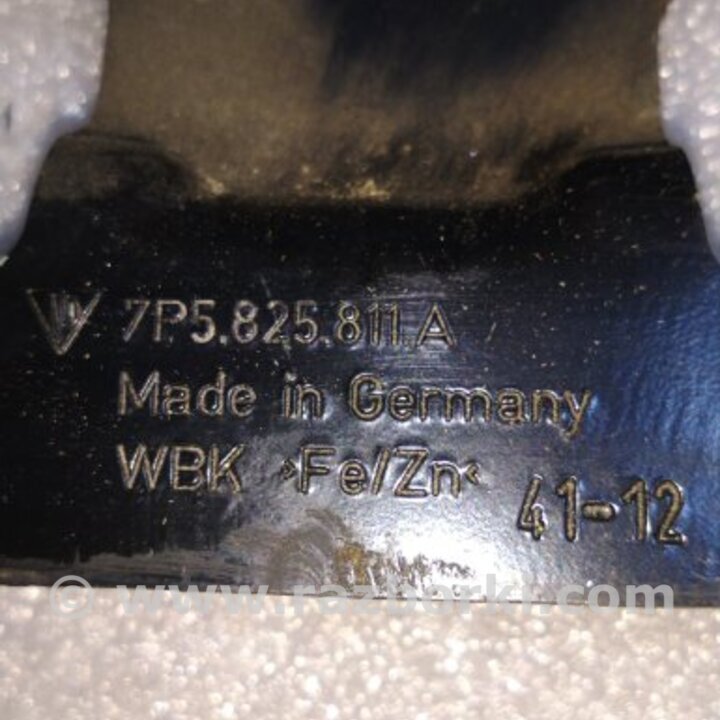 7P5.825.811.A
Made in Germany
WBK >Fe/Zn<
41-12
© www.razborki.com